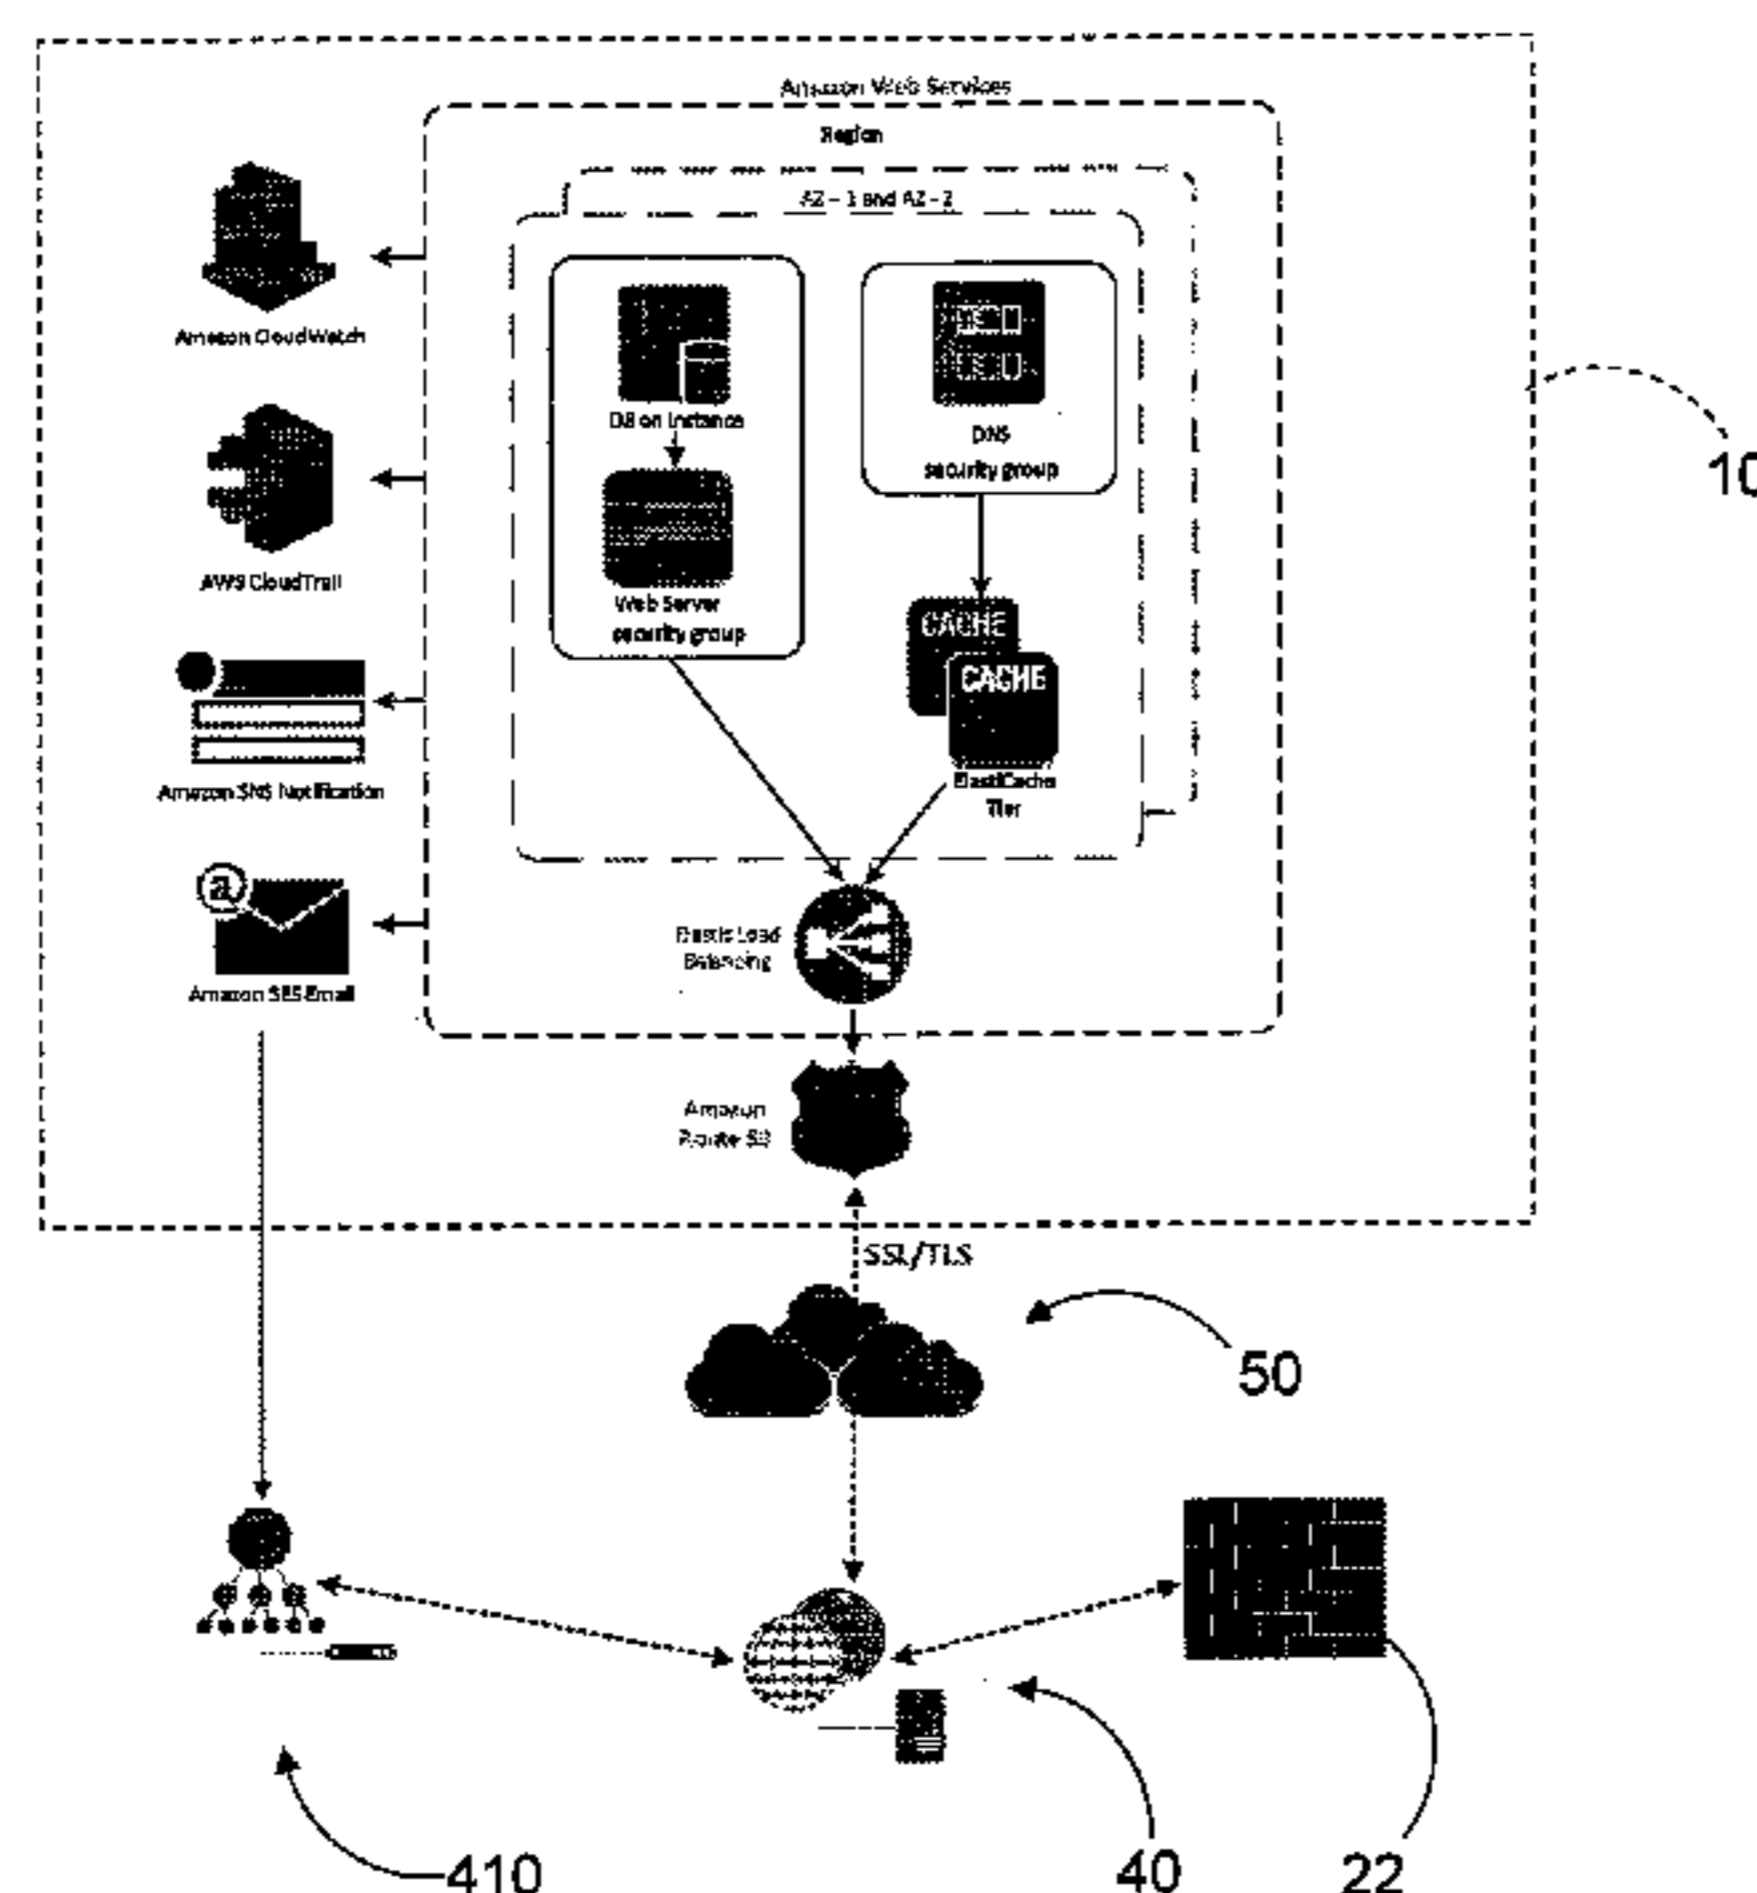 Amazon Web Services
Region
AZ - 1 and AZ - 2
Amazon CloudWatch
DB on Instance
DNS
security group
AWS CloudTrail
Web Server
security group
CACHE
CACHE
ElastiCache
Tier
Amazon SNS Notification
a
Elastic Load
Balancing
Amazon SES Email
Amazon
Route 53
10
SSL/TLS
50
410
40
22